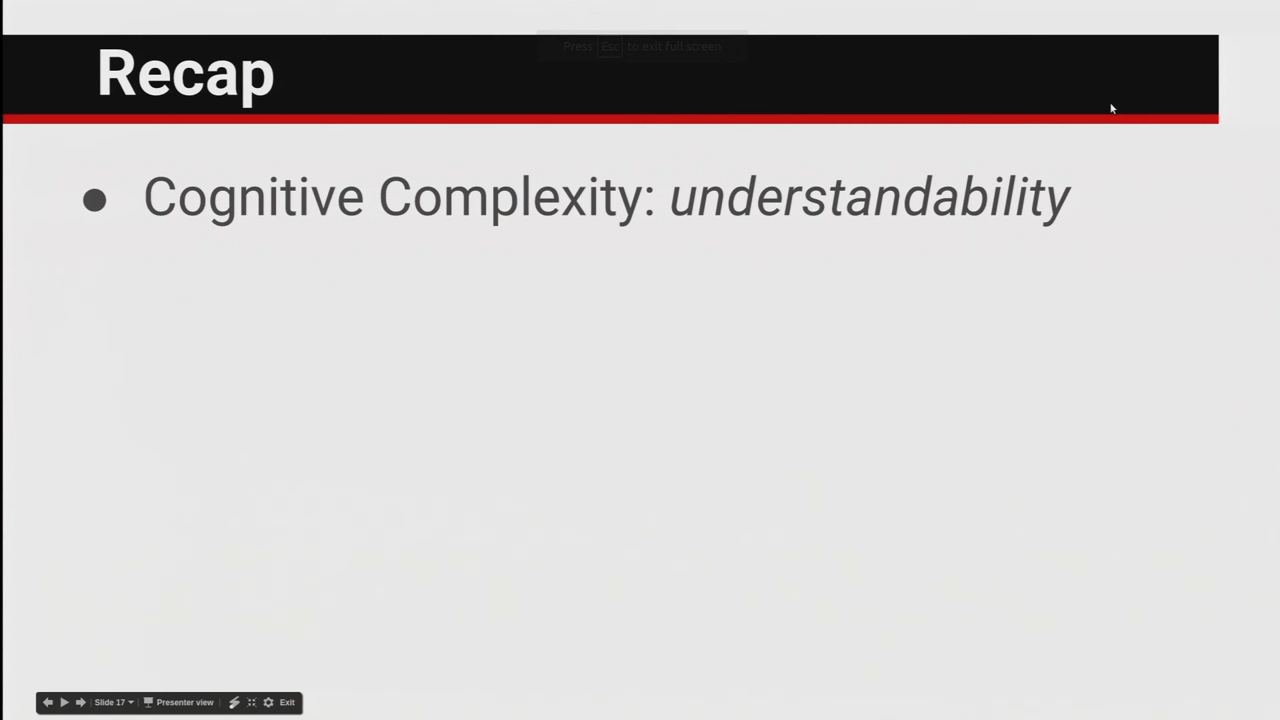 Press Esc to exit full screen
Recap
● Cognitive Complexity: understandability
Slide 17 Presenter view Exit